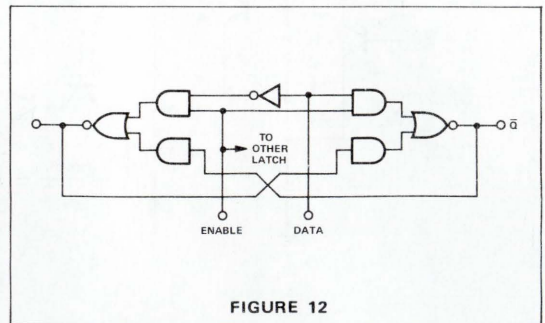 Q̅
TO
OTHER
LATCH
ENABLE DATA
FIGURE 12